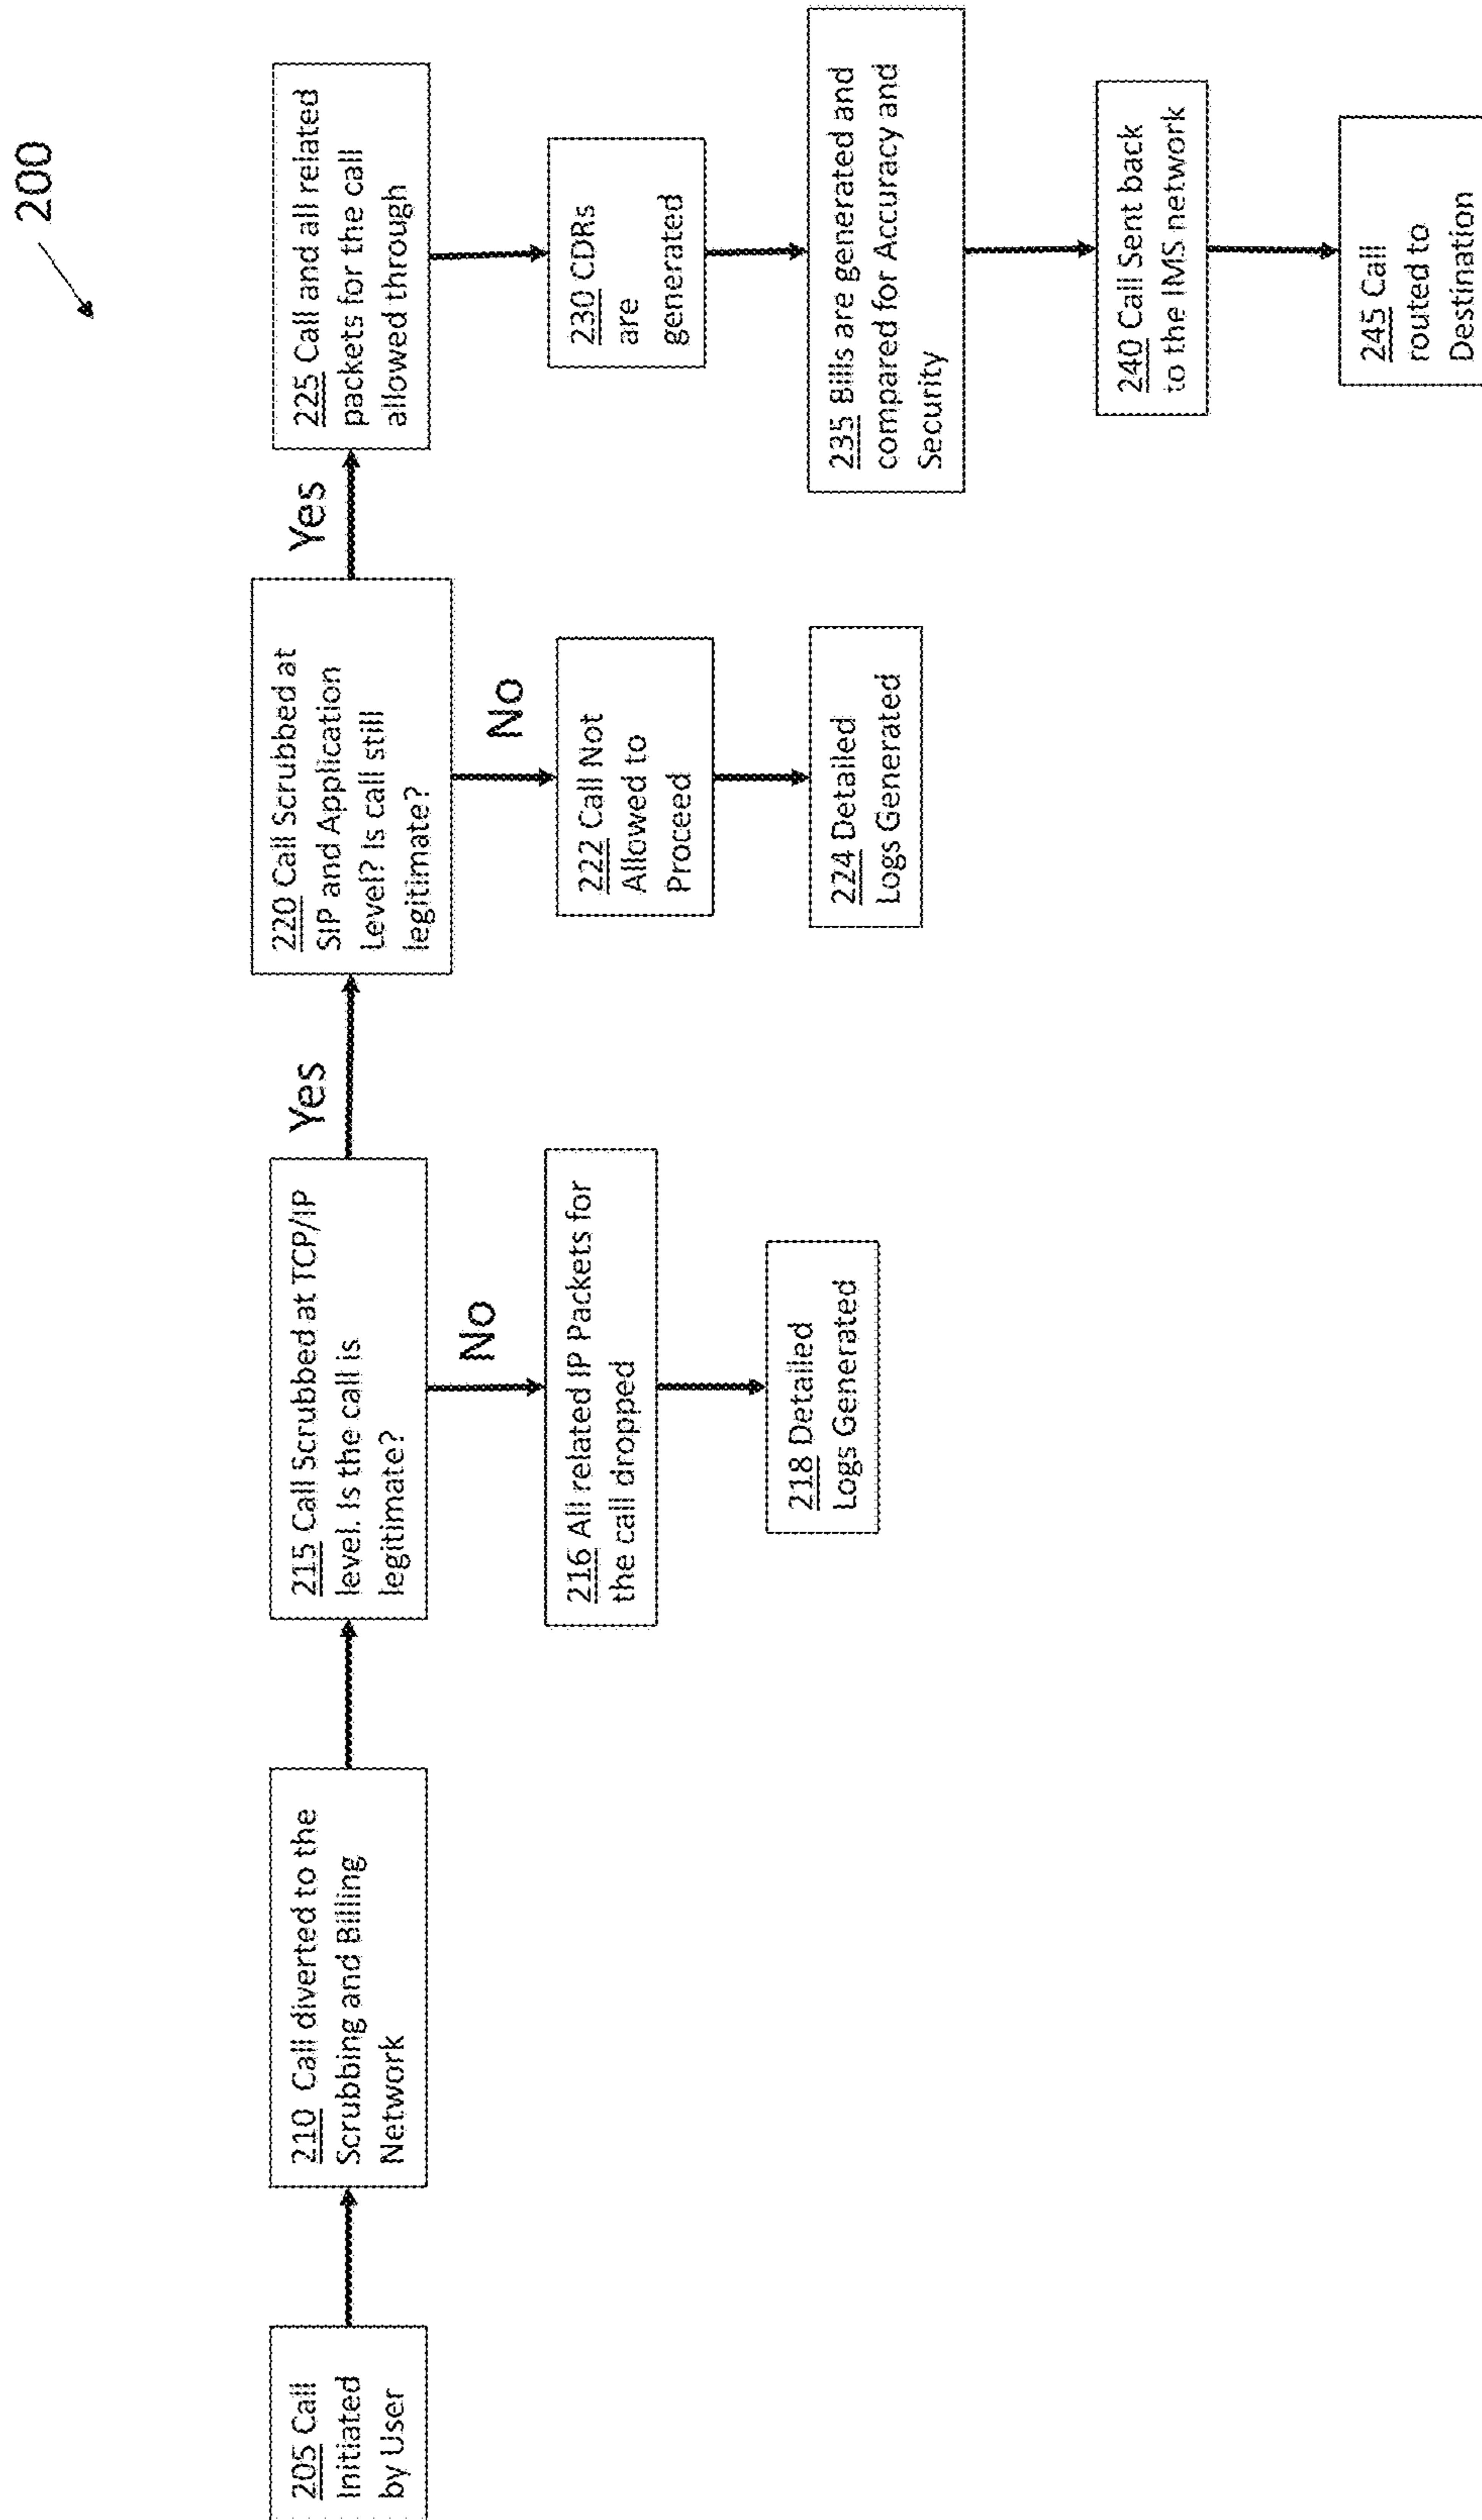 200
205 Call
Initiated
by User
210 Call diverted to the
Scrubbing and Billing
Network
215 Call Scrubbed at TCP/IP
level. Is the call is
legitimate?
Yes
No
216 All related IP Packets for
the call dropped
218 Detailed
Logs Generated
220 Call Scrubbed at
SIP and Application
Level? Is call still
legitimate?
Yes
No
222 Call Not
Allowed to
Proceed
224 Detailed
Logs Generated
225 Call and all related
packets for the call
allowed through
230 CDRs
are
generated
235 Bills are generated and
compared for Accuracy and
Security
240 Call Sent back
to the IMS network
245 Call
routed to
Destination